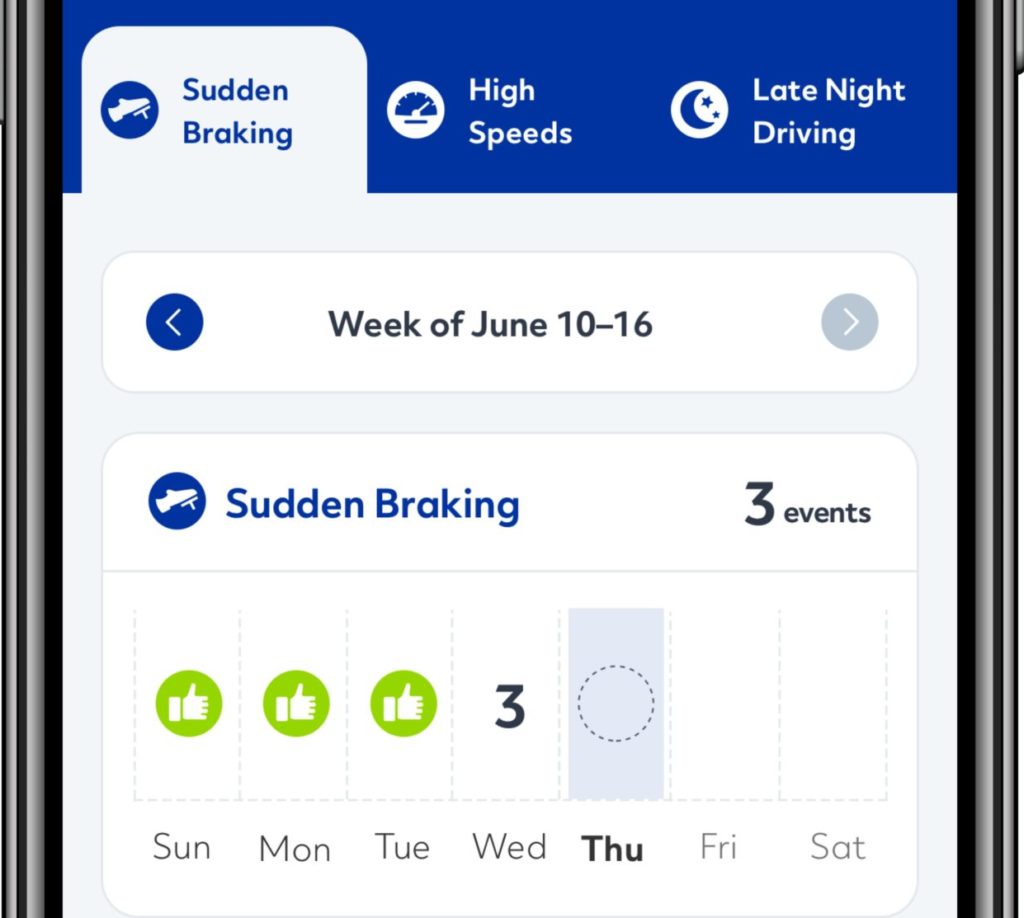 Sudden
Braking
High
Speeds
Late Night
Driving
Week of June 10–16
Sudden Braking
3 events
3
Sun Mon Tue Wed Thu Fri Sat